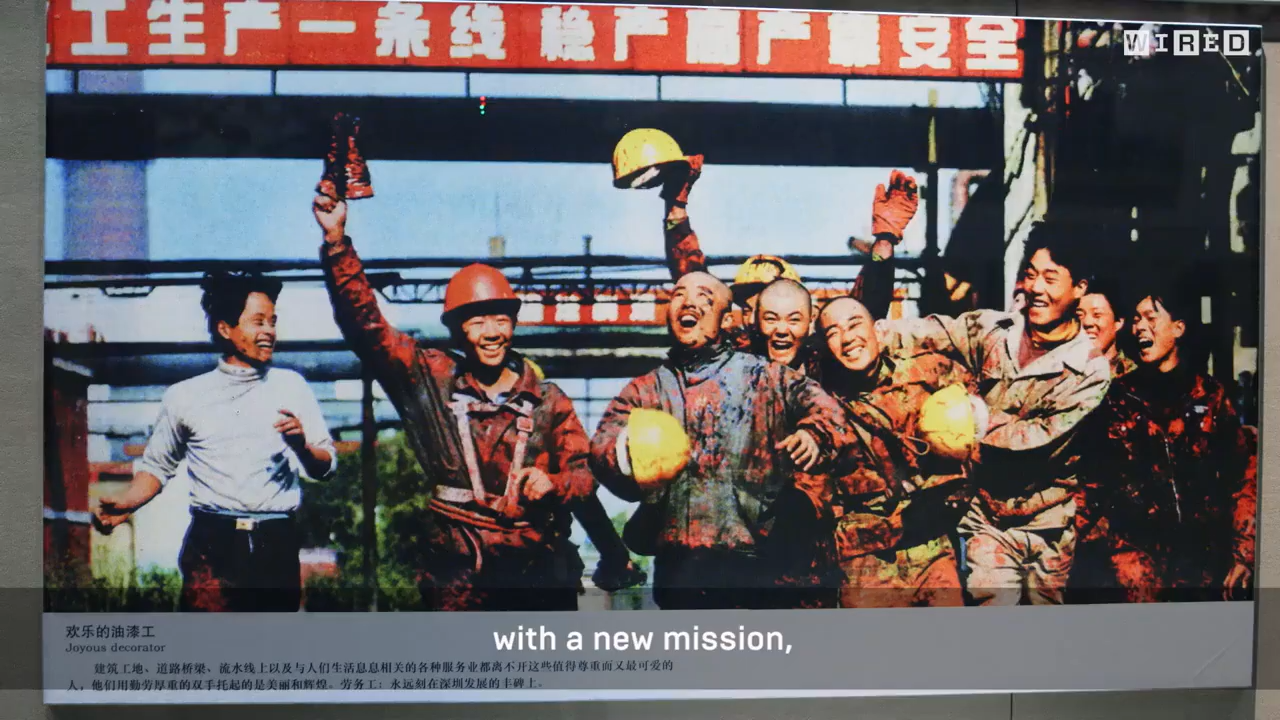 工生产一条线 稳产高产靠安全
WIRED
欢乐的油漆工
Joyous decorator
建筑工地、道路桥梁、流水线上以及与人们生活息息相关的各种服务业都离不开这些值得尊重而又最可爱的
人，他们用勤劳厚重的双手托起的是美丽和辉煌。劳务工：永远刻在深圳发展的丰碑上。
with a new mission,